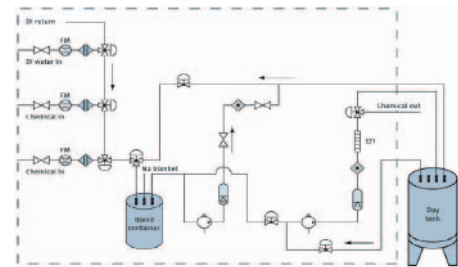 DI return
FM
DI water in
FM
Chemical in
Chemical out
EFI
FM
Chemical in
N₂ blanket
Blend
container
Day
tank